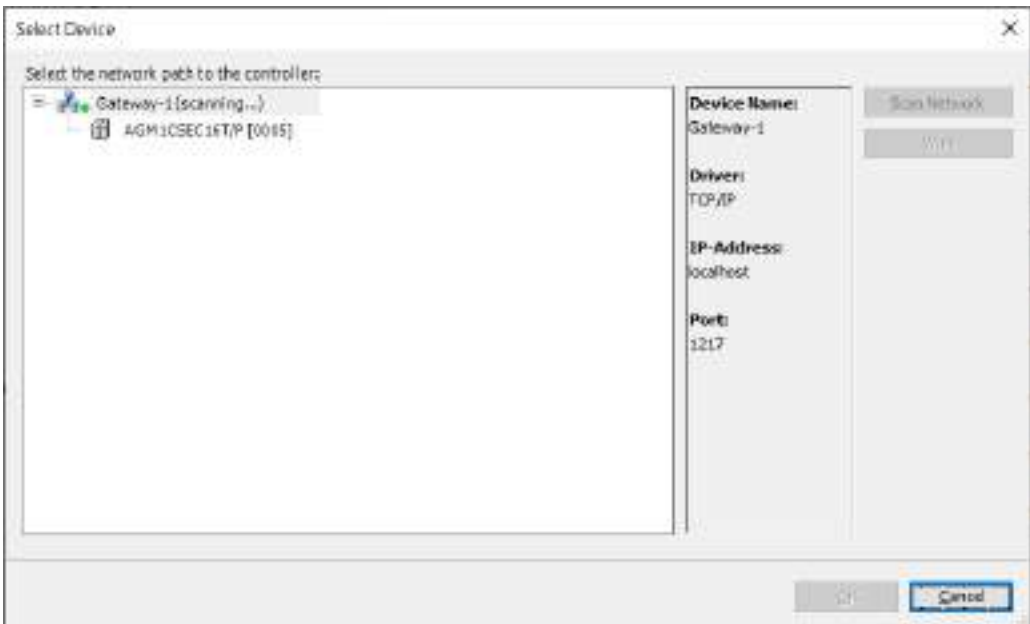 Select Device
Select the network path to the controller:
Gateway-1(scanning...)
AGM1CSEC16T/P [0005]
Device Name:
Gateway-1
Driver:
TCP/IP
IP-Address:
localhost
Port:
1217
Scan Network
Cancel